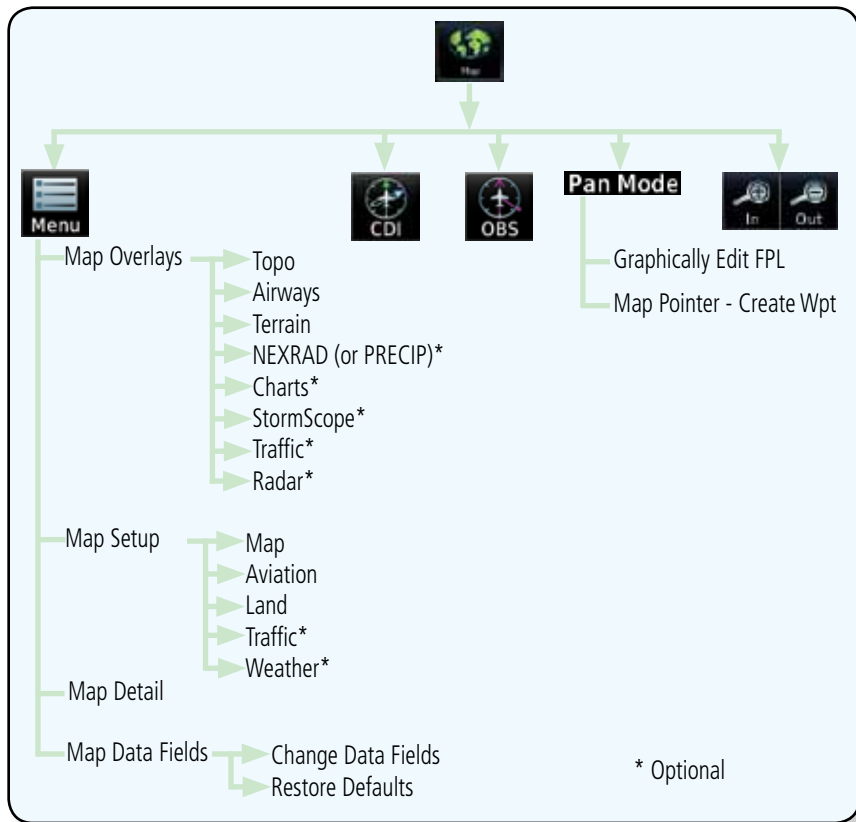 Map
Menu
CDI
OBS
Pan Mode
In
Out
Map Overlays
Topo
Airways
Terrain
NEXRAD (or PRECIP)*
Charts*
StormScope*
Traffic*
Radar*
Graphically Edit FPL
Map Pointer - Create Wpt
Map Setup
Map
Aviation
Land
Traffic*
Weather*
Map Detail
Map Data Fields
Change Data Fields
Restore Defaults
* Optional